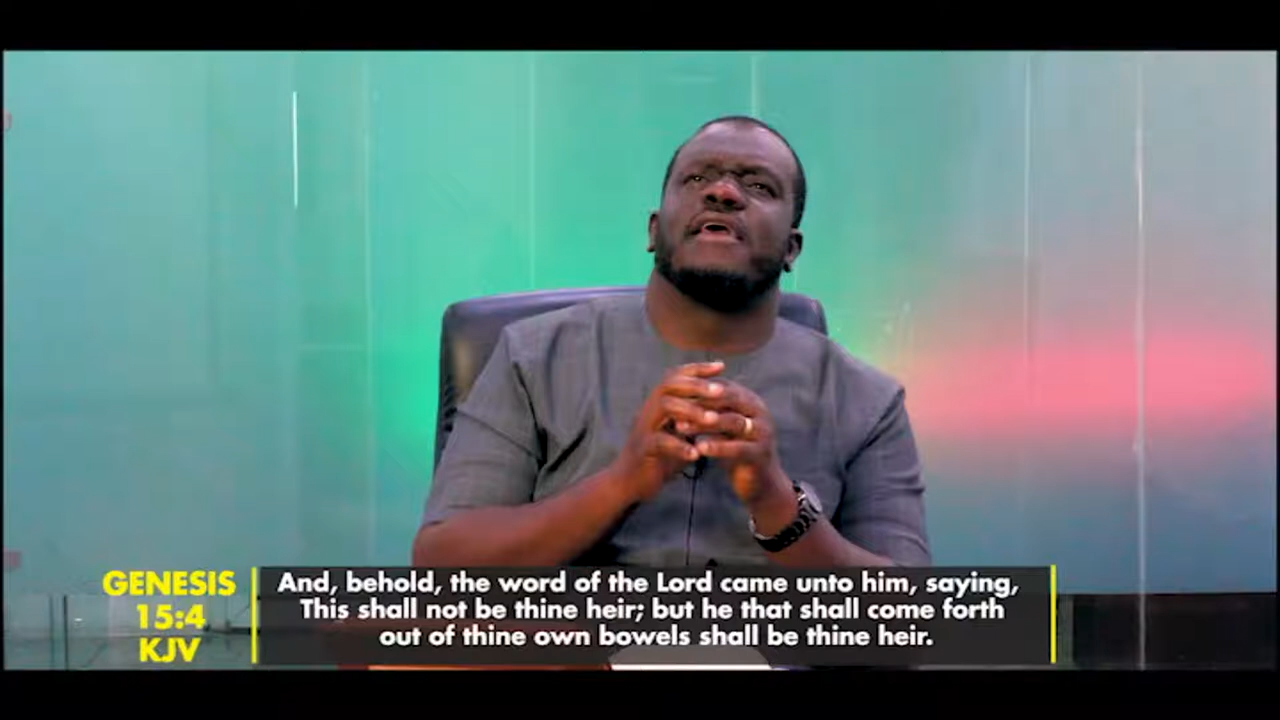 GENESIS
15:4
KJV
And, behold, the word of the Lord came unto him, saying,
This shall not be thine heir; but he that shall come forth
out of thine own bowels shall be thine heir.